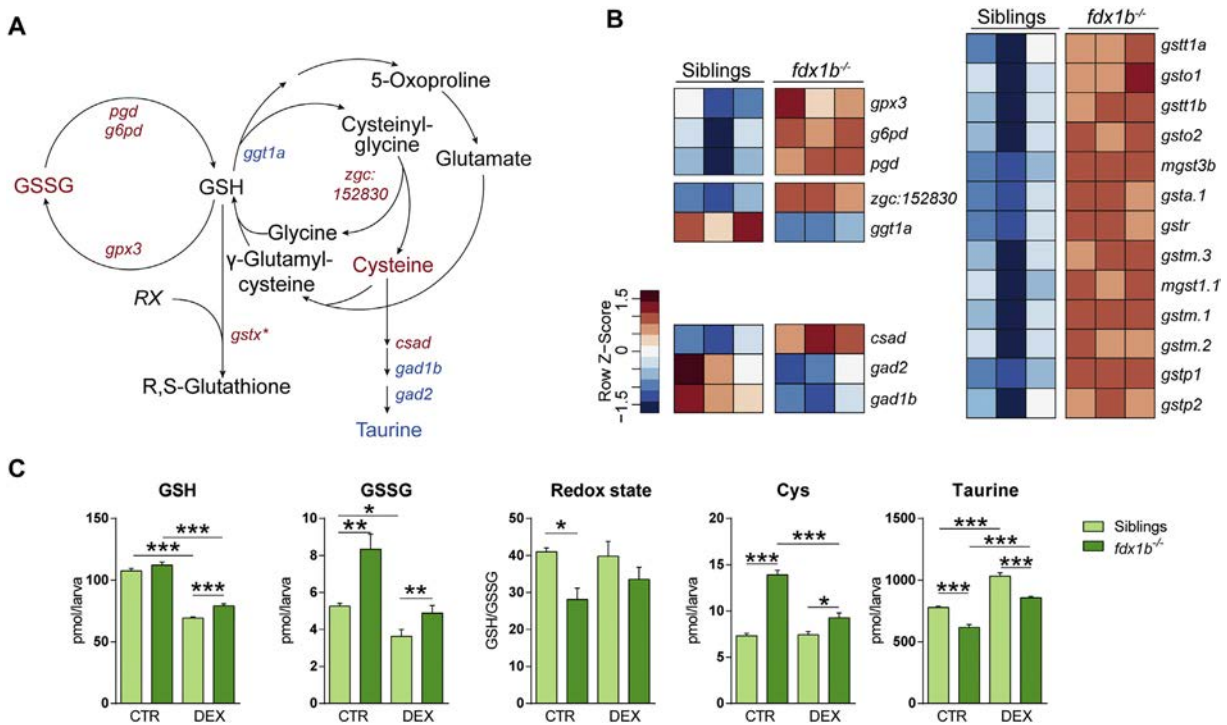 A
pgd
g6pd
GSSG
GSH
gpx3
ggt1a
5-Oxoproline
Cysteinyl-
glycine
Glutamate
zgc:
152830
Glycine
γ-Glutamyl-
cysteine
Cysteine
RX
gstx*
R,S-Glutathione
csad
gad1b
gad2
Taurine
B
Siblings fdx1b-/-
gpx3
g6pd
pgd
zgc:152830
ggt1a
Row Z-Score
1.5
0
−1.5
csad
gad2
gad1b
Siblings fdx1b-/-
gstt1a
gsto1
gstt1b
gsto2
mgst3b
gsta.1
gstr
gstm.3
mgst1.1
gstm.1
gstm.2
gstp1
gstp2
C
GSH
pmol/larva
150
100
50
0
***
***
***
CTR DEX
GSSG
pmol/larva
10
8
6
4
2
0
*
**
**
CTR DEX
Redox state
GSH/GSSG
50
40
30
20
10
0
*
CTR DEX
Cys
pmol/larva
20
15
10
5
0
***
***
*
CTR DEX
Taurine
pmol/larva
1500
1000
500
0
***
***
***
***
CTR DEX
Siblings
fdx1b-/-